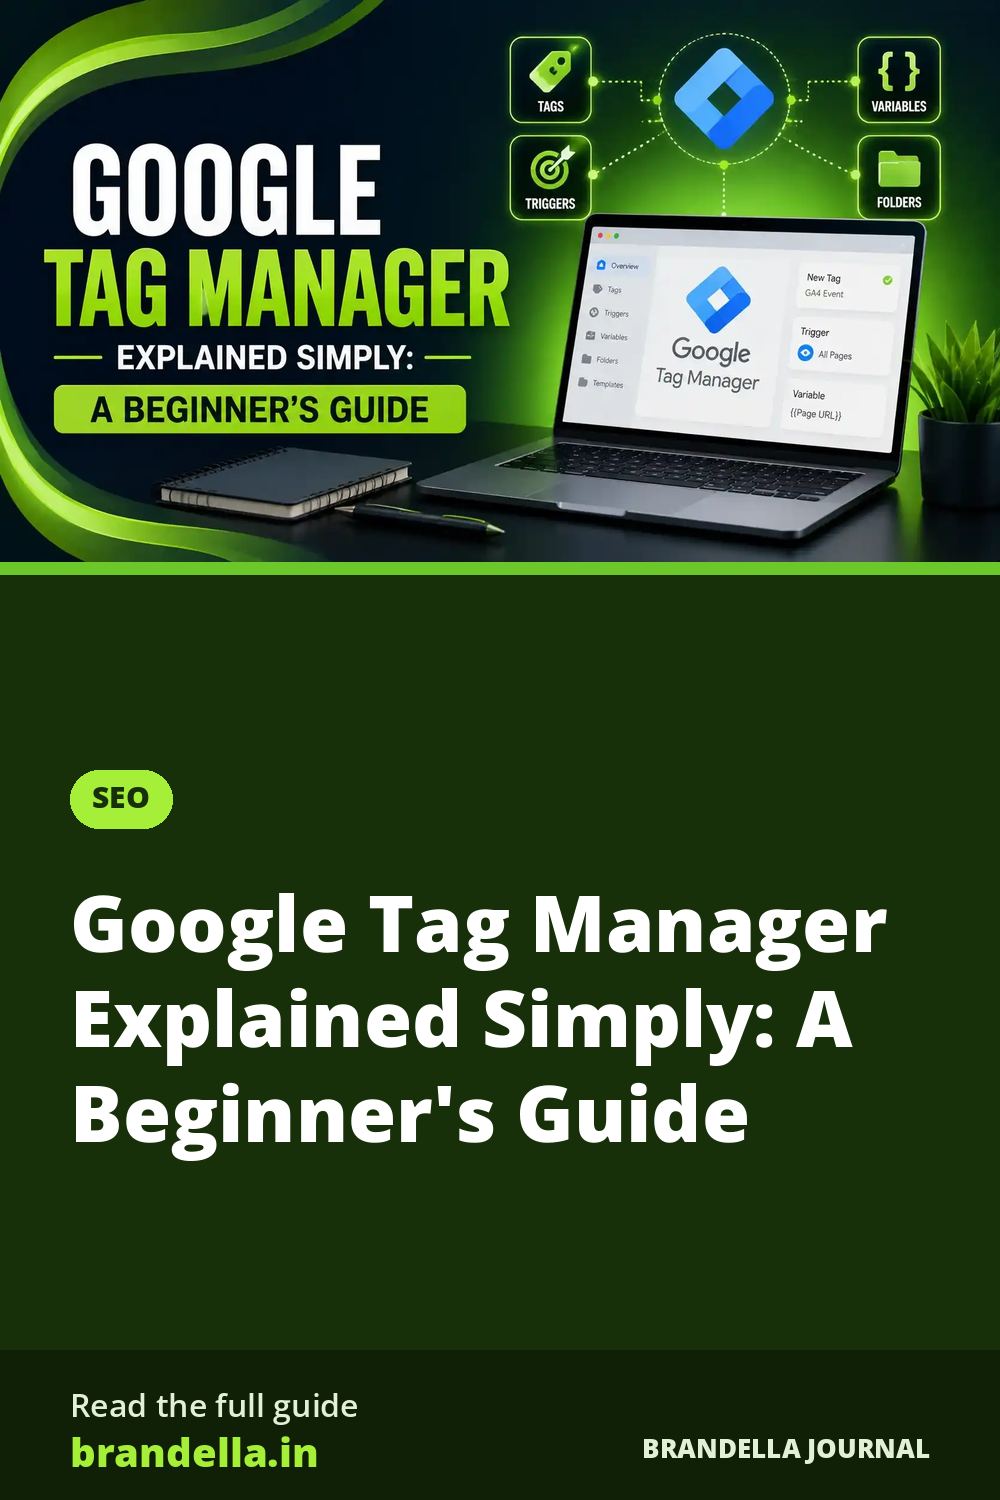 GOOGLE
TAG MANAGER
EXPLAINED SIMPLY:
A BEGINNER'S GUIDE
TAGS
TRIGGERS
VARIABLES
FOLDERS
Overview
Tags
Triggers
Variables
Folders
Templates
Google
Tag Manager
New Tag
GA4 Event
Trigger
All Pages
Variable
{{Page URL}}
SEO
Google Tag Manager
Explained Simply: A
Beginner's Guide
Read the full guide
brandella.in
BRANDELLA JOURNAL